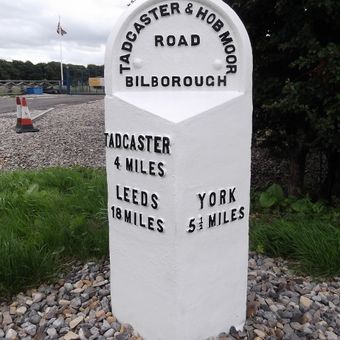 TADCASTER & HOB MOOR
ROAD
BILBOROUGH
TADCASTER
4 MILES
LEEDS
18 MILES
YORK
5½ MILES